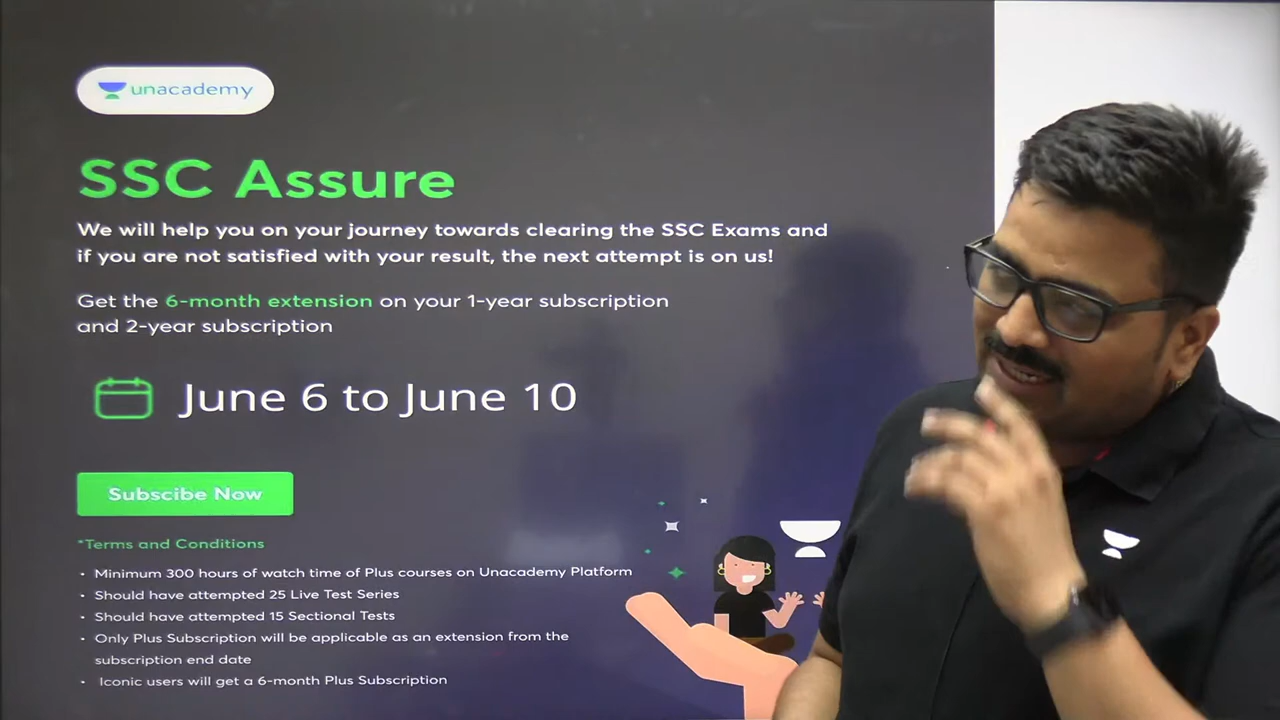 unacademy
SSC Assure
We will help you on your journey towards clearing the SSC Exams and
if you are not satisfied with your result, the next attempt is on us!
Get the 6-month extension on your 1-year subscription
and 2-year subscription
June 6 to June 10
Subscibe Now
*Terms and Conditions
• Minimum 300 hours of watch time of Plus courses on Unacademy Platform
• Should have attempted 25 Live Test Series
• Should have attempted 15 Sectional Tests
• Only Plus Subscription will be applicable as an extension from the
subscription end date
• Iconic users will get a 6-month Plus Subscription